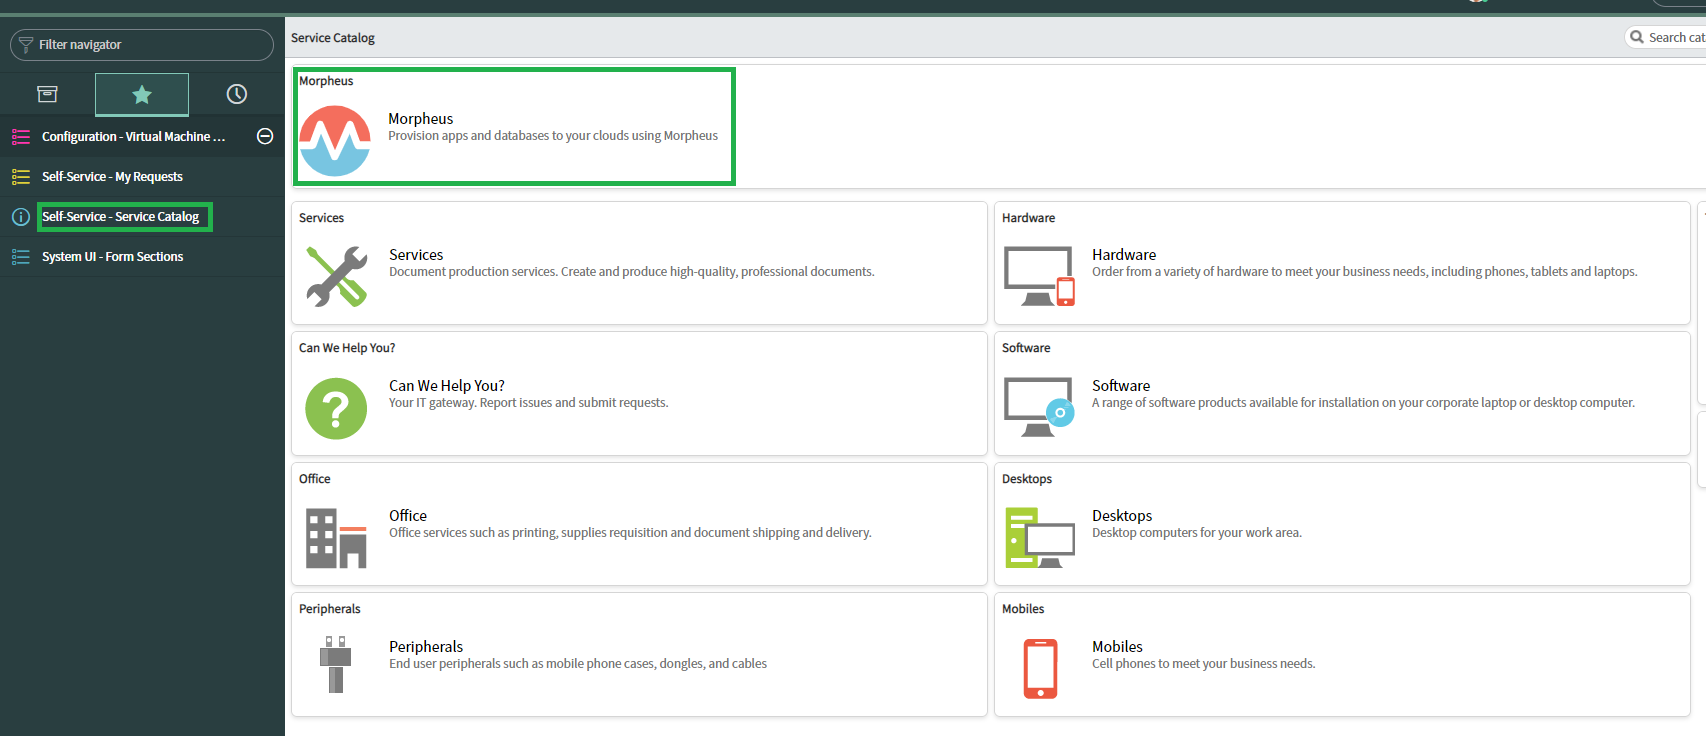 Filter navigator
Configuration - Virtual Machine ...
Self-Service - My Requests
Self-Service - Service Catalog
System UI - Form Sections
Service Catalog
Search cat
Morpheus
Morpheus
Provision apps and databases to your clouds using Morpheus
Services
Services
Document production services. Create and produce high-quality, professional documents.
Hardware
Hardware
Order from a variety of hardware to meet your business needs, including phones, tablets and laptops.
Can We Help You?
Can We Help You?
Your IT gateway. Report issues and submit requests.
Software
Software
A range of software products available for installation on your corporate laptop or desktop computer.
Office
Office
Office services such as printing, supplies requisition and document shipping and delivery.
Desktops
Desktops
Desktop computers for your work area.
Peripherals
Peripherals
End user peripherals such as mobile phone cases, dongles, and cables
Mobiles
Mobiles
Cell phones to meet your business needs.